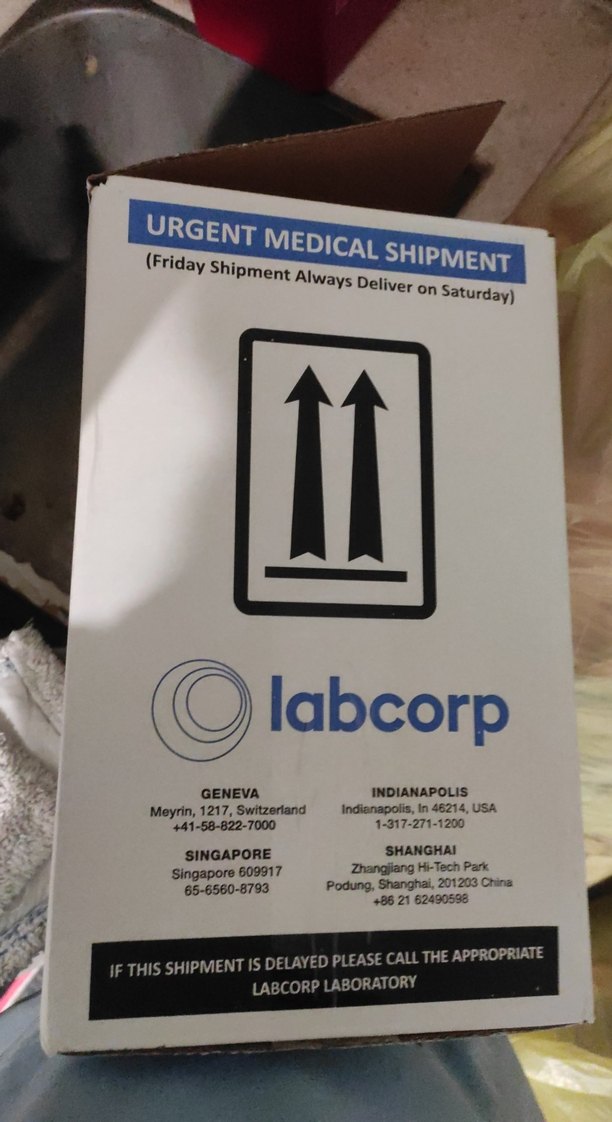 URGENT MEDICAL SHIPMENT
(Friday Shipment Always Deliver on Saturday)
labcorp
GENEVA
Meyrin, 1217, Switzerland
+41-58-822-7000
INDIANAPOLIS
Indianapolis, In 46214, USA
1-317-271-1200
SINGAPORE
Singapore 609917
65-6560-8793
SHANGHAI
Zhangjiang Hi-Tech Park
Podung, Shanghai, 201203 China
+86 21 62490598
IF THIS SHIPMENT IS DELAYED PLEASE CALL THE APPROPRIATE
LABCORP LABORATORY